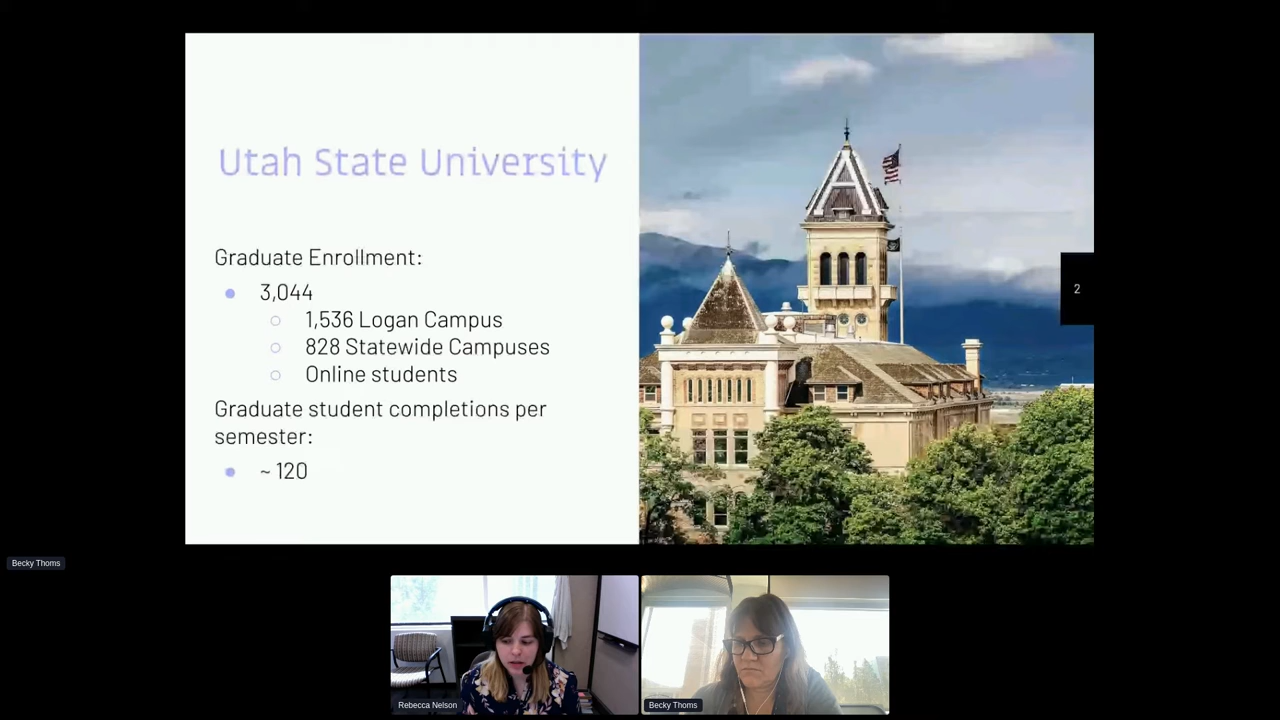 Utah State University
Graduate Enrollment:
3,044
1,536 Logan Campus
828 Statewide Campuses
Online students
Graduate student completions per
semester:
~ 120
2
Becky Thoms
Rebecca Nelson
Becky Thoms